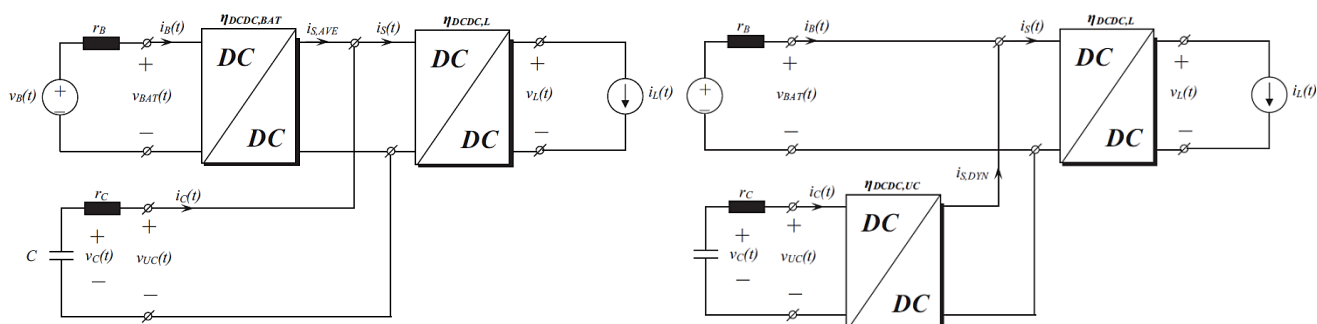 η_DCDC,BAT
η_DCDC,L
r_B
i_B(t)
i_S,AVE
i_S(t)
DC
DC
v_B(t)
+
−
+
v_BAT(t)
−
DC
DC
+
v_L(t)
−
i_L(t)
r_C
i_C(t)
C
+
v_C(t)
−
+
v_UC(t)
−
η_DCDC,L
r_B
i_B(t)
i_S(t)
+
−
+
v_BAT(t)
−
DC
DC
+
v_L(t)
−
i_L(t)
i_S,DYN
η_DCDC,UC
r_C
i_C(t)
+
v_C(t)
−
+
v_UC(t)
−
DC
DC